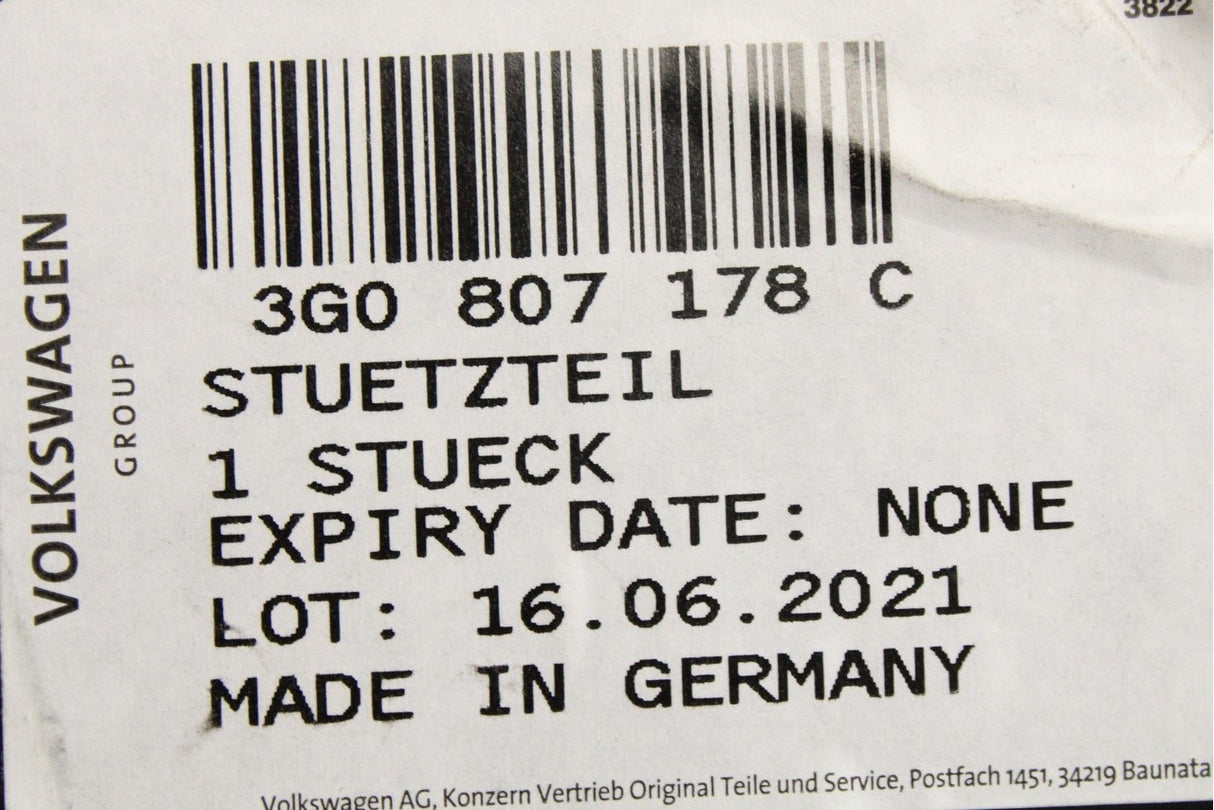 3822
VOLKSWAGEN
GROUP
3G0 807 178 C
STUETZTEIL
1 STUECK
EXPIRY DATE: NONE
LOT: 16.06.2021
MADE IN GERMANY
Volkswagen AG, Konzern Vertrieb Original Teile und Service, Postfach 1451, 34219 Baunata